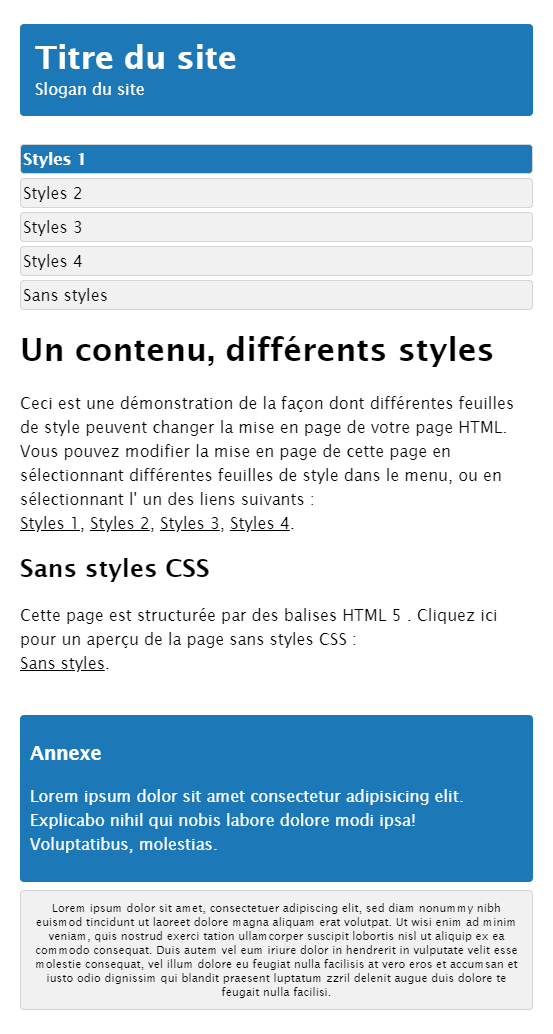 Titre du site
Slogan du site
Styles 1
Styles 2
Styles 3
Styles 4
Sans styles
Un contenu, différents styles
Ceci est une démonstration de la façon dont différentes feuilles
de style peuvent changer la mise en page de votre page HTML.
Vous pouvez modifier la mise en page de cette page en
sélectionnant différentes feuilles de style dans le menu, ou en
sélectionnant l' un des liens suivants :
Styles 1, Styles 2, Styles 3, Styles 4.
Sans styles CSS
Cette page est structurée par des balises HTML 5 . Cliquez ici
pour un aperçu de la page sans styles CSS :
Sans styles.
Annexe
Lorem ipsum dolor sit amet consectetur adipisicing elit.
Explicabo nihil qui nobis labore dolore modi ipsa!
Voluptatibus, molestias.
Lorem ipsum dolor sit amet, consectetuer adipiscing elit, sed diam nonummy nibh
euismod tincidunt ut laoreet dolore magna aliquam erat volutpat. Ut wisi enim ad minim
veniam, quis nostrud exerci tation ullamcorper suscipit lobortis nisl ut aliquip ex ea
commodo consequat. Duis autem vel eum iriure dolor in hendrerit in vulputate velit esse
molestie consequat, vel illum dolore eu feugiat nulla facilisis at vero eros et accumsan et
iusto odio dignissim qui blandit praesent luptatum zzril delenit augue duis dolore te
feugait nulla facilisi.